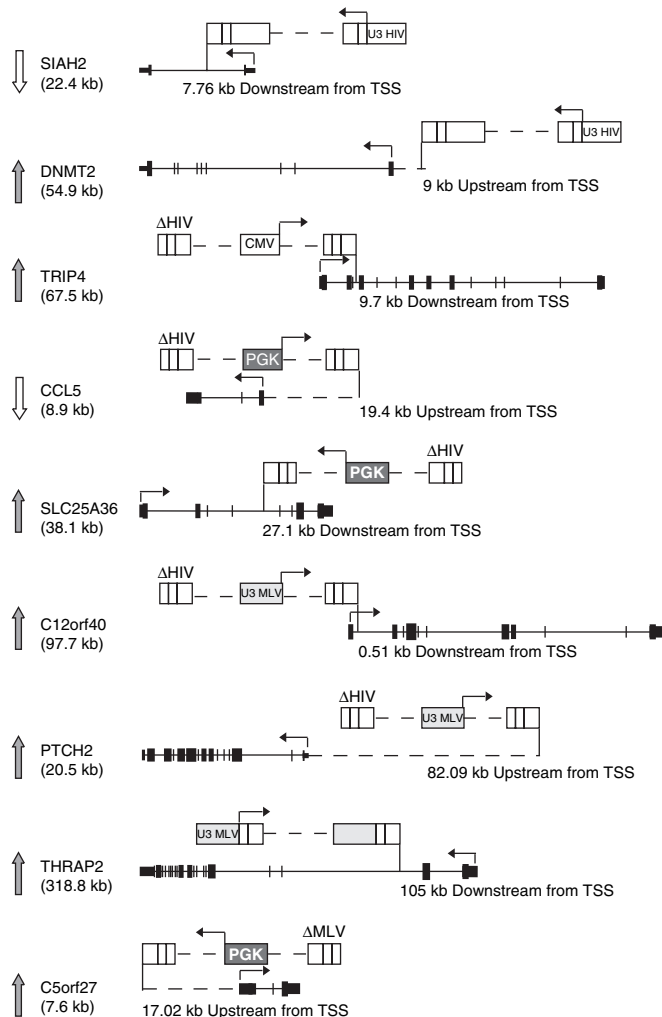 U3 HIV
SIAH2
(22.4 kb)
7.76 kb Downstream from TSS
U3 HIV
DNMT2
(54.9 kb)
9 kb Upstream from TSS
ΔHIV
CMV
TRIP4
(67.5 kb)
9.7 kb Downstream from TSS
ΔHIV
PGK
CCL5
(8.9 kb)
19.4 kb Upstream from TSS
ΔHIV
PGK
SLC25A36
(38.1 kb)
27.1 kb Downstream from TSS
ΔHIV
U3 MLV
C12orf40
(97.7 kb)
0.51 kb Downstream from TSS
ΔHIV
U3 MLV
PTCH2
(20.5 kb)
82.09 kb Upstream from TSS
U3 MLV
THRAP2
(318.8 kb)
105 kb Downstream from TSS
ΔMLV
PGK
C5orf27
(7.6 kb)
17.02 kb Upstream from TSS